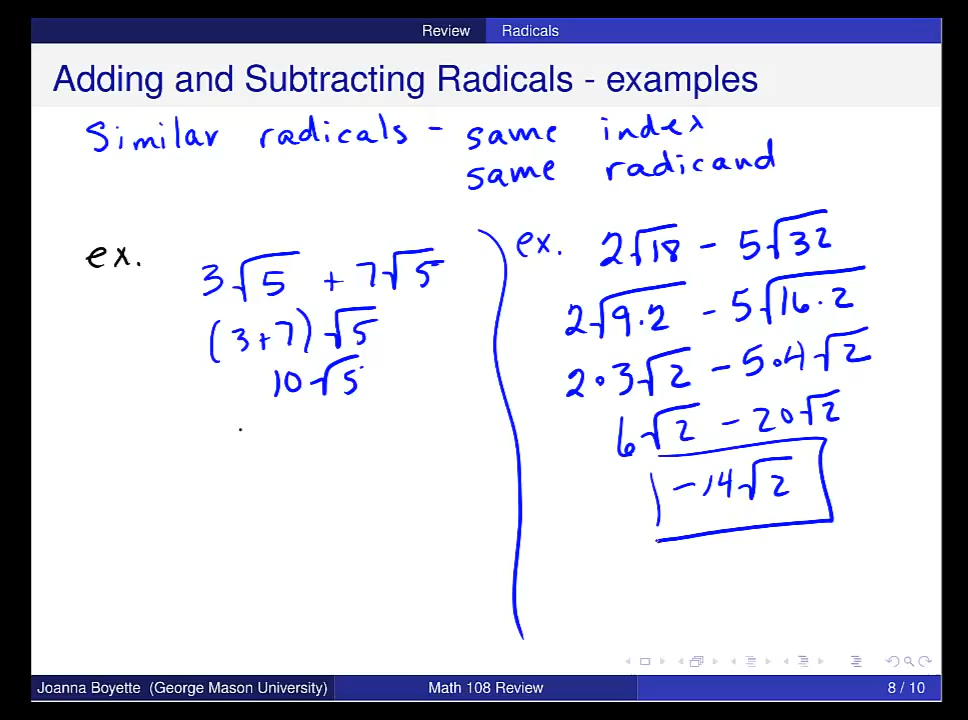 Review Radicals
Adding and Subtracting Radicals - examples
Similar radicals - same index
same radicand
ex.
3√5 + 7√5
(3+7)√5
10√5
ex. 2√18 - 5√32
2√9·2 - 5√16·2
2·3√2 - 5·4√2
6√2 - 20√2
-14√2
Joanna Boyette (George Mason University) Math 108 Review 8 / 10